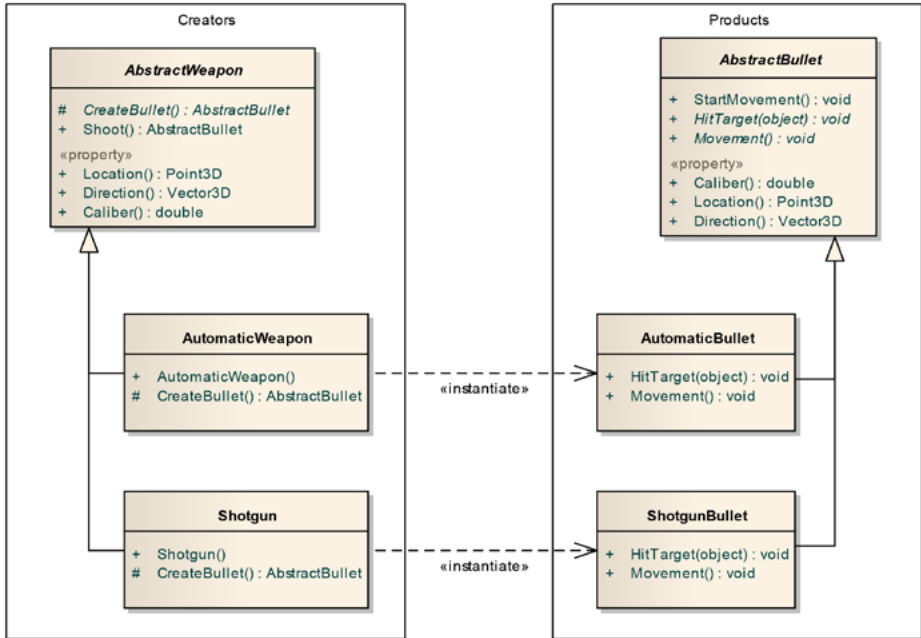 Creators
AbstractWeapon
# CreateBullet() : AbstractBullet
+ Shoot() : AbstractBullet
«property»
+ Location() : Point3D
+ Direction() : Vector3D
+ Caliber() : double
AutomaticWeapon
+ AutomaticWeapon()
# CreateBullet() : AbstractBullet
Shotgun
+ Shotgun()
# CreateBullet() : AbstractBullet
«instantiate»
«instantiate»
Products
AbstractBullet
+ StartMovement() : void
+ HitTarget(object) : void
+ Movement() : void
«property»
+ Caliber() : double
+ Location() : Point3D
+ Direction() : Vector3D
AutomaticBullet
+ HitTarget(object) : void
+ Movement() : void
ShotgunBullet
+ HitTarget(object) : void
+ Movement() : void